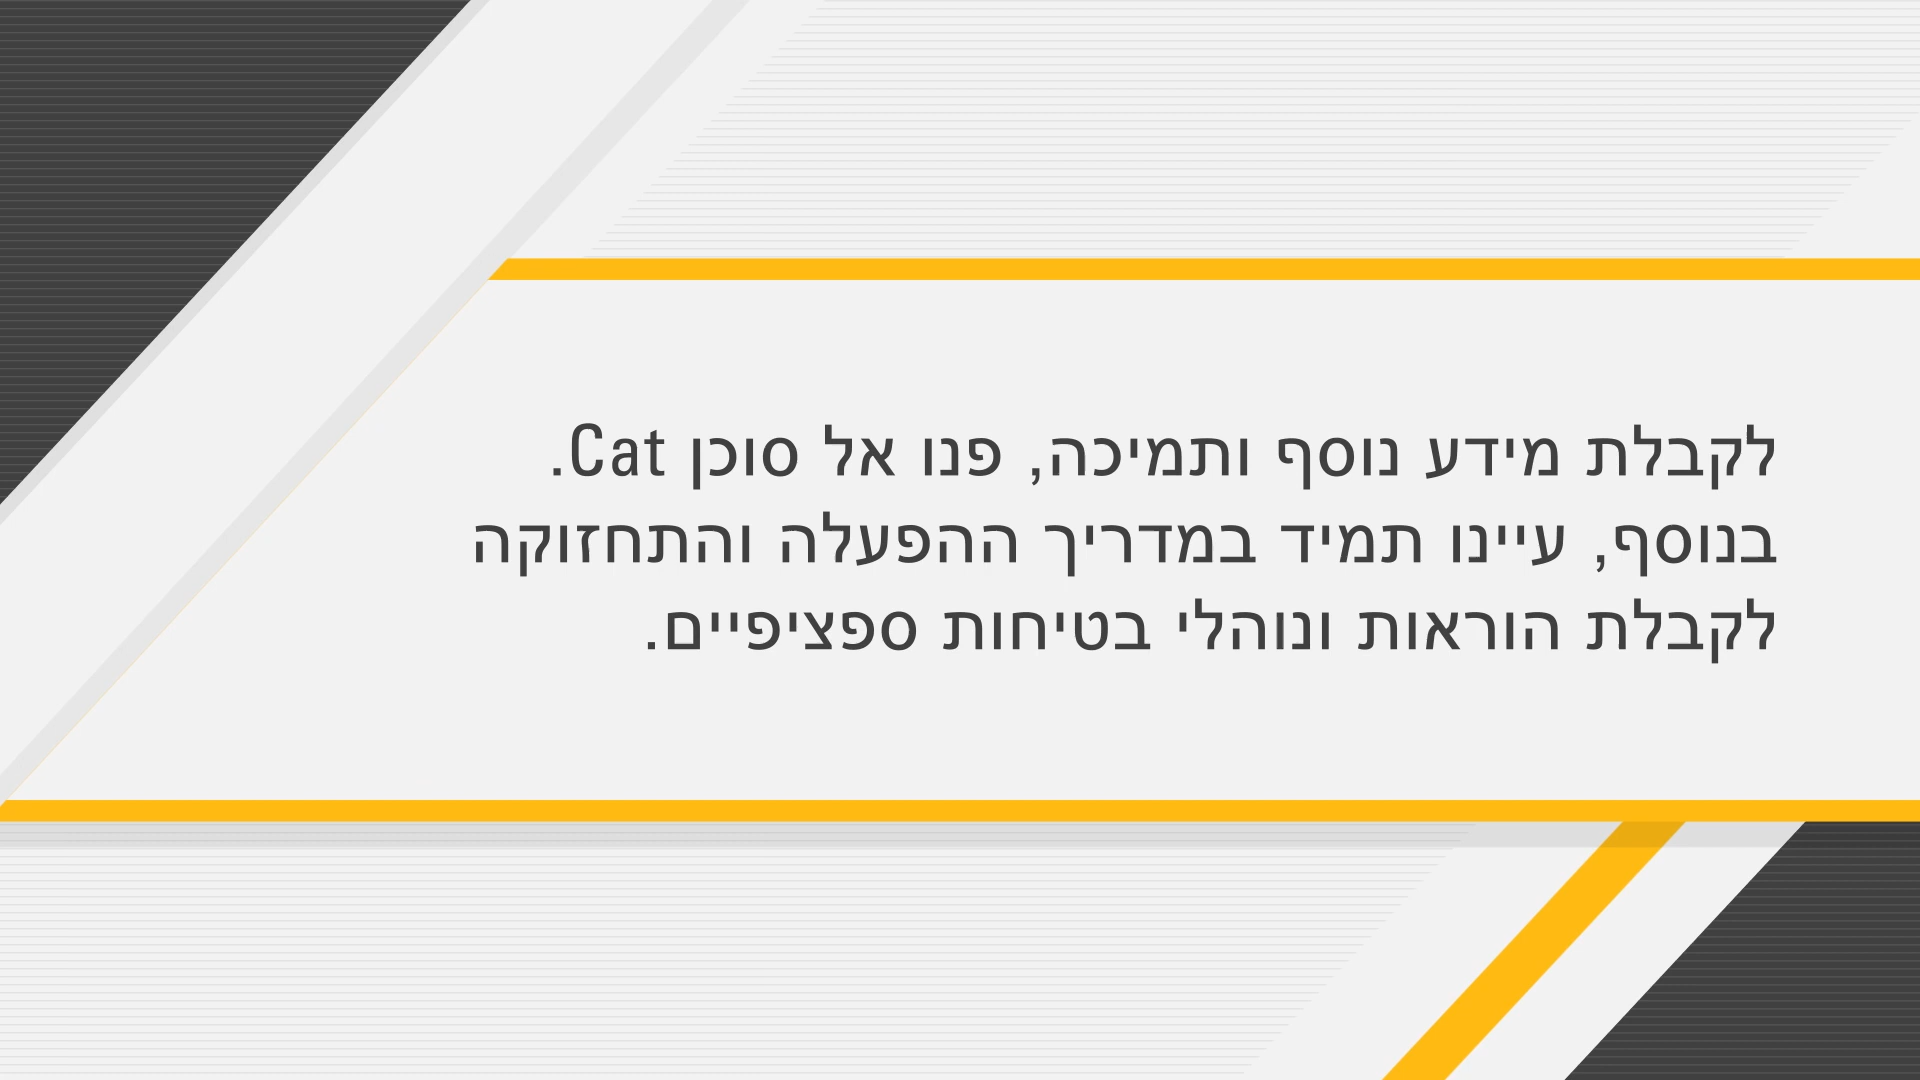 לקבלת מידע נוסף ותמיכה, פנו אל סוכן Cat.
בנוסף, עיינו תמיד במדריך ההפעלה והתחזוקה
לקבלת הוראות ונוהלי בטיחות ספציפיים.